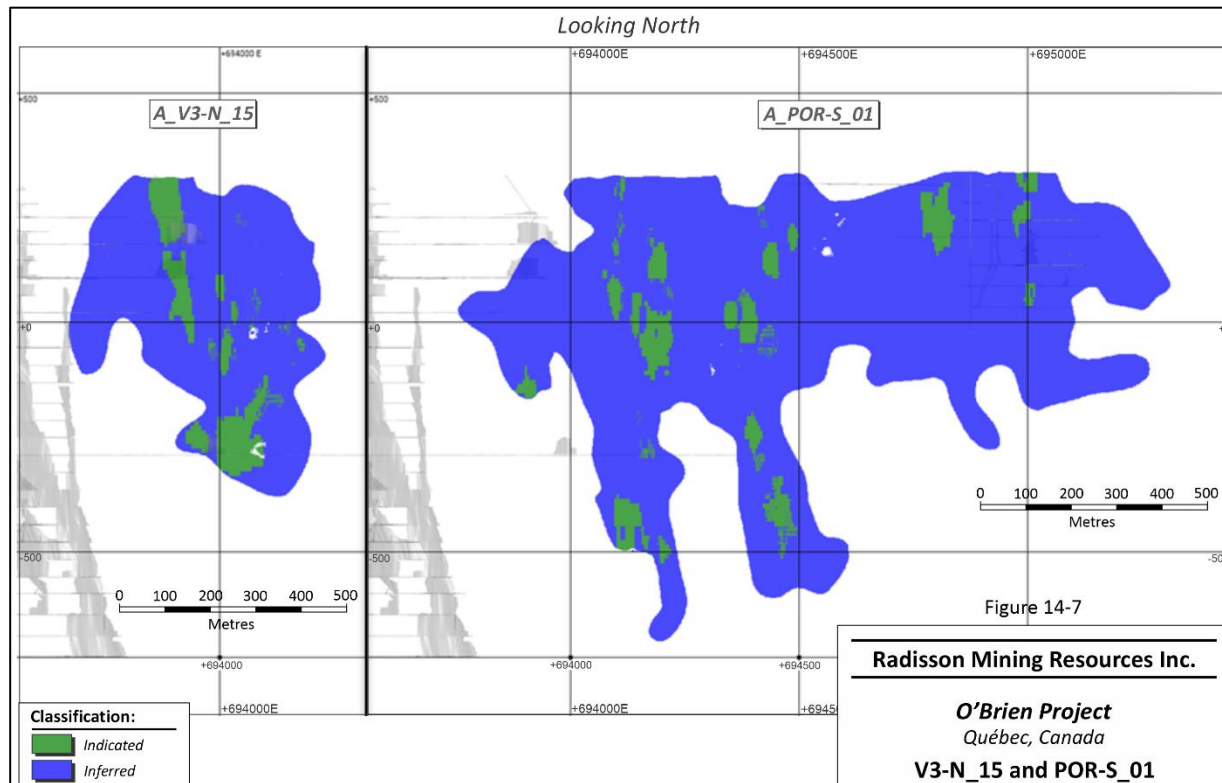 Looking North
+694000 E
+694000E
+694500E
+695000E
+500
+500
A_V3-N_15
A_POR-S_01
+0
+0
-500
-500
0 100 200 300 400 500
Metres
0 100 200 300 400 500
Metres
Figure 14-7
+694000
+694000
+694500
+694000E
+694000E
Classification:
Indicated
Inferred
Radisson Mining Resources Inc.
O'Brien Project
Québec, Canada
V3-N_15 and POR-S_01